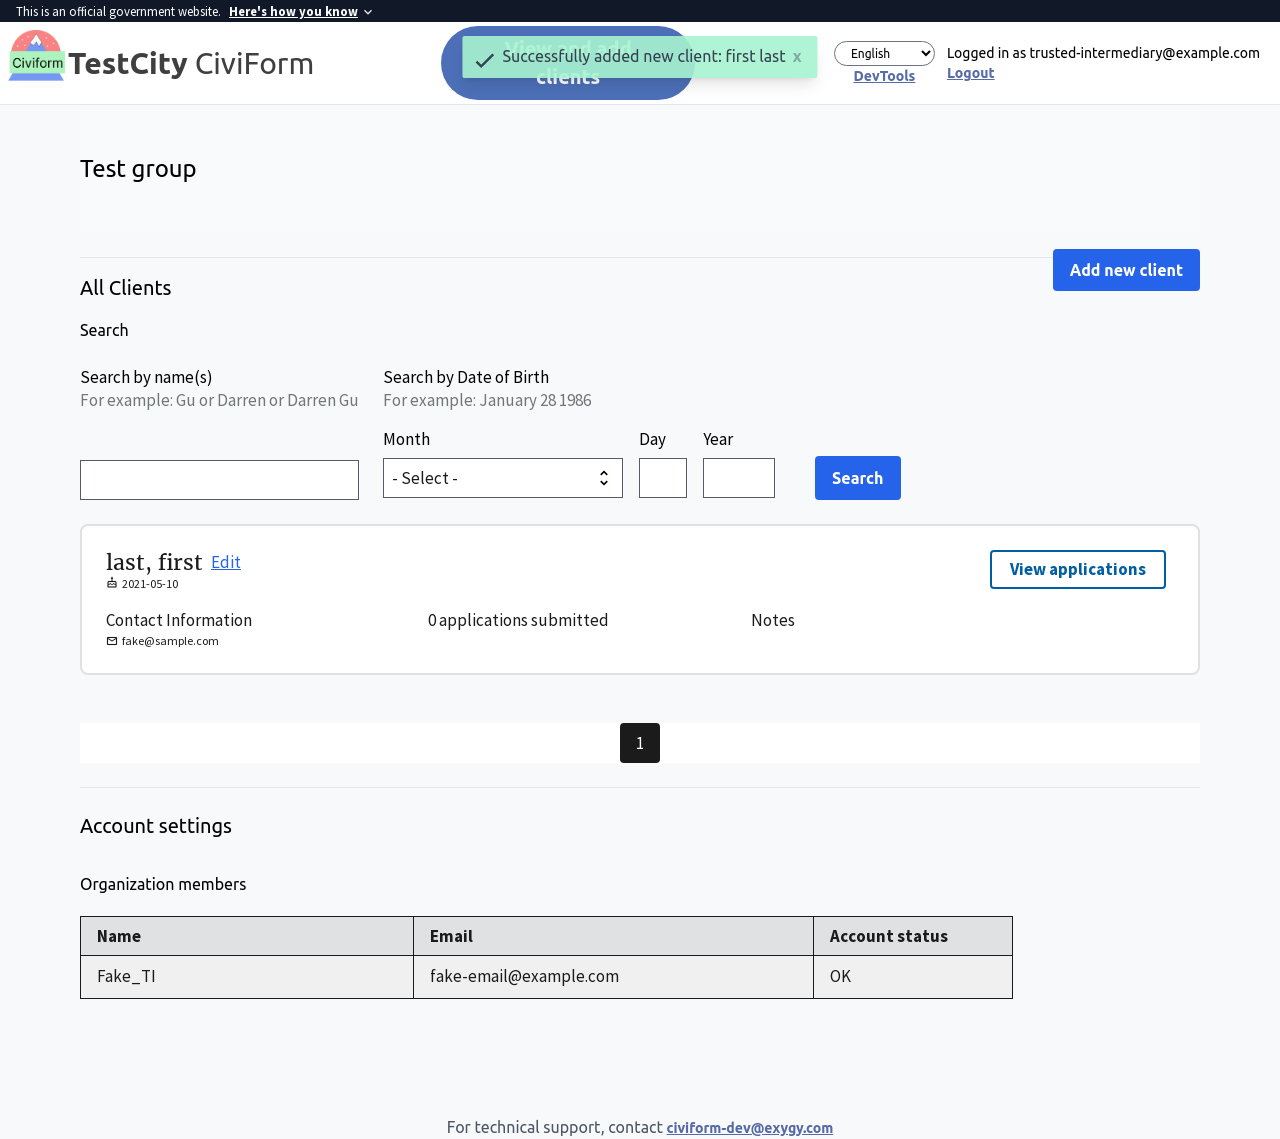 This is an official government website. Here's how you know
Civiform
TestCity CiviForm
View and add clients
Successfully added new client: first last x
English
DevTools
Logged in as trusted-intermediary@example.com
Logout
Test group
Add new client
All Clients
Search
Search by name(s)
For example: Gu or Darren or Darren Gu
Search by Date of Birth
For example: January 28 1986
Month
Day
Year
- Select -
Search
last, first Edit
2021-05-10
View applications
Contact Information
fake@sample.com
0 applications submitted
Notes
1
Account settings
Organization members
Name Email Account status
Fake_TI fake-email@example.com OK
For technical support, contact civiform-dev@exygy.com